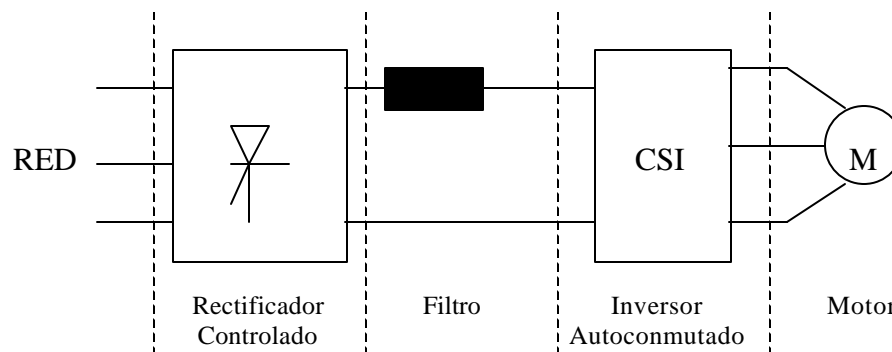 RED
CSI
M
Rectificador
Controlado
Filtro
Inversor
Autoconmutado
Motor